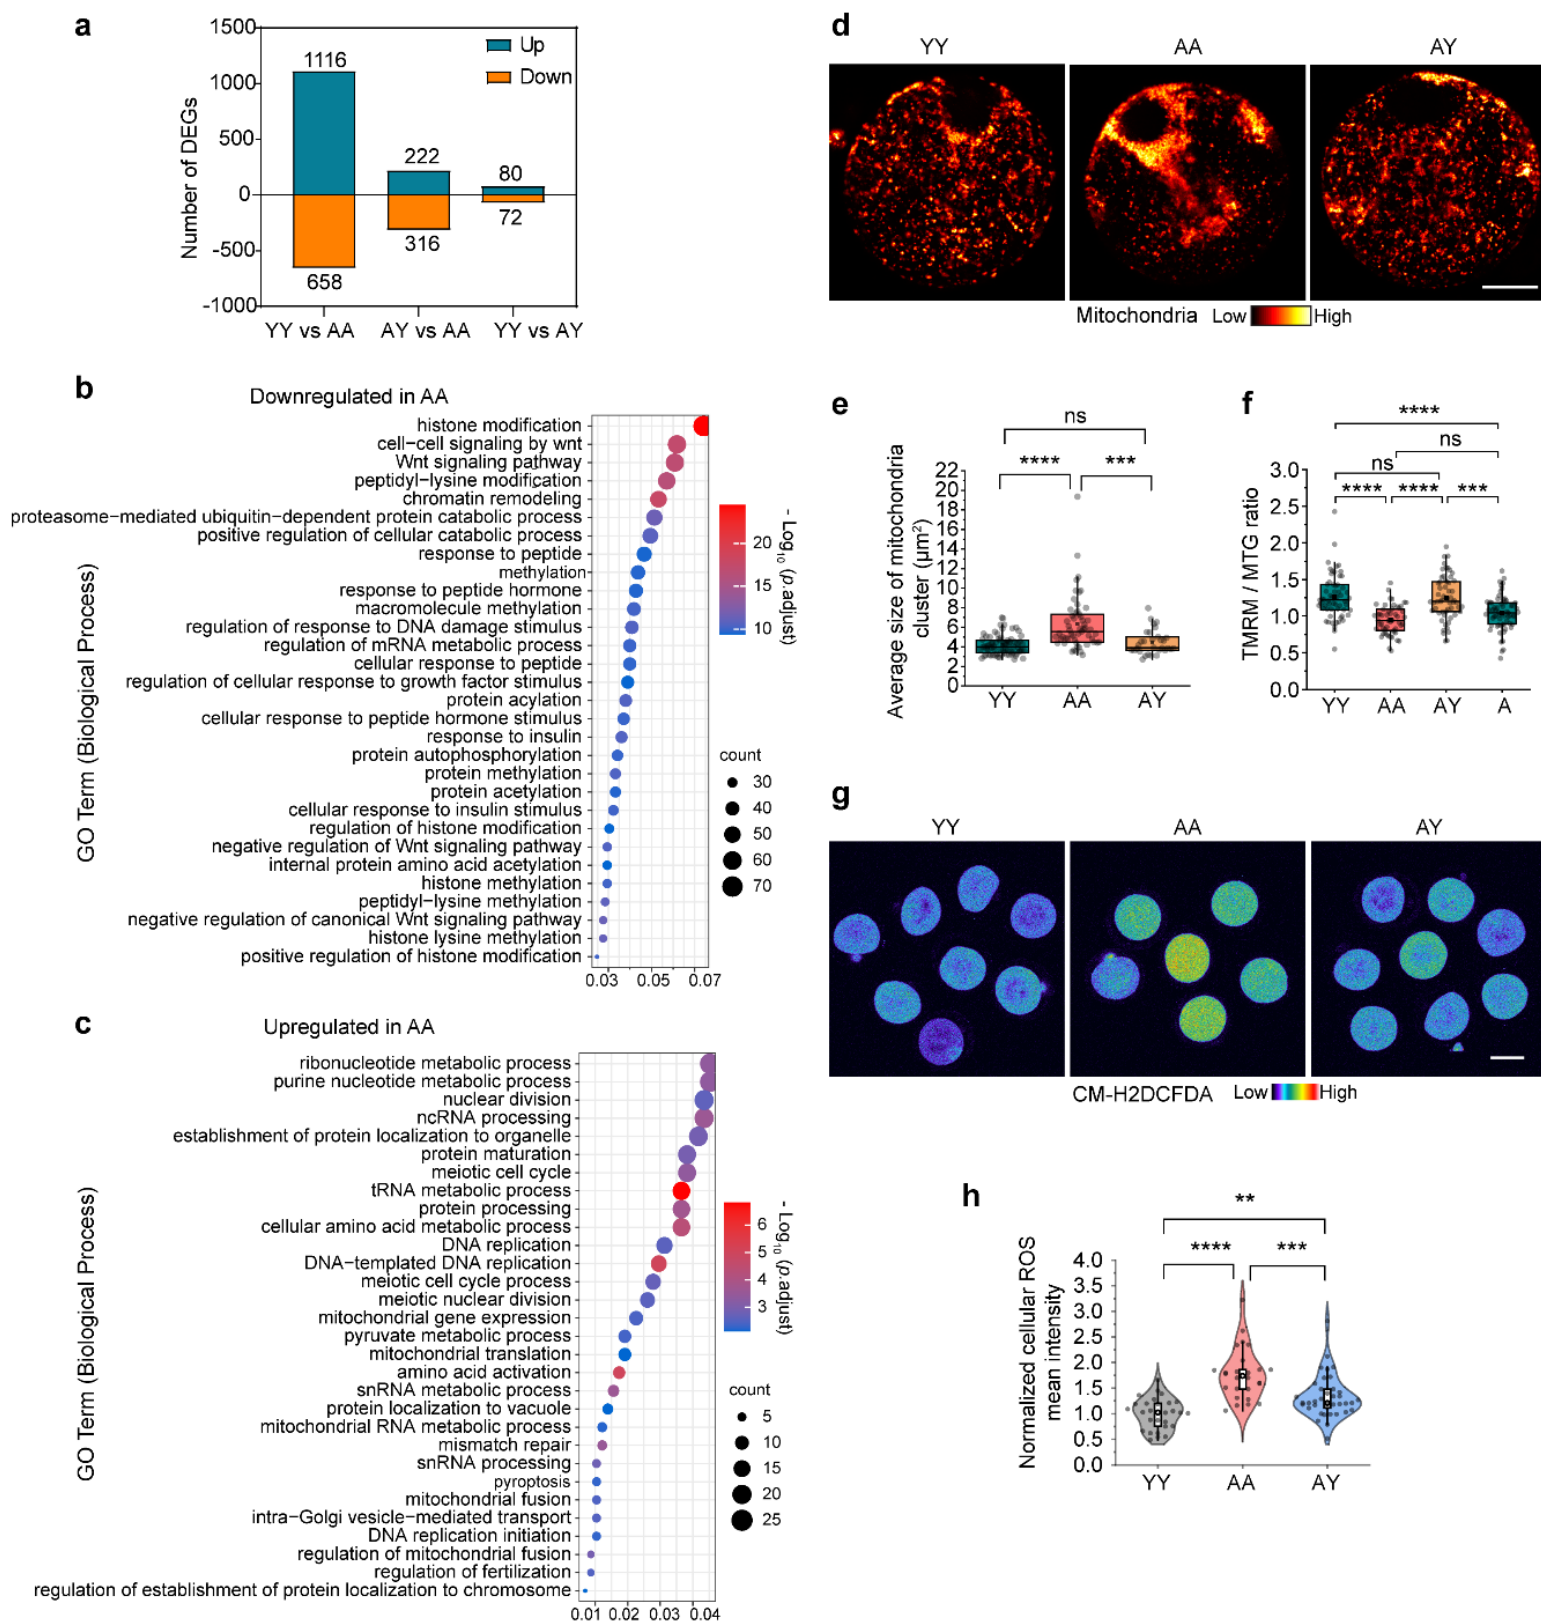 a
1500
1000
500
0
-500
-1000
Number of DEGs
Up
Down
1116
658
222
316
80
72
YY vs AA
AY vs AA
YY vs AY
b
Downregulated in AA
GO Term (Biological Process)
histone modification
cell−cell signaling by wnt
Wnt signaling pathway
peptidyl−lysine modification
chromatin remodeling
proteasome−mediated ubiquitin−dependent protein catabolic process
positive regulation of cellular catabolic process
response to peptide
methylation
response to peptide hormone
macromolecule methylation
regulation of response to DNA damage stimulus
regulation of mRNA metabolic process
cellular response to peptide
regulation of cellular response to growth factor stimulus
protein acylation
cellular response to peptide hormone stimulus
response to insulin
protein autophosphorylation
protein methylation
protein acetylation
cellular response to insulin stimulus
regulation of histone modification
negative regulation of Wnt signaling pathway
internal protein amino acid acetylation
histone methylation
peptidyl−lysine methylation
negative regulation of canonical Wnt signaling pathway
histone lysine methylation
positive regulation of histone modification
0.03 0.05 0.07
20
15
10
- Log10 (p.adjust)
count
30
40
50
60
70
c
Upregulated in AA
GO Term (Biological Process)
ribonucleotide metabolic process
purine nucleotide metabolic process
nuclear division
ncRNA processing
establishment of protein localization to organelle
protein maturation
meiotic cell cycle
tRNA metabolic process
protein processing
cellular amino acid metabolic process
DNA replication
DNA−templated DNA replication
meiotic cell cycle process
meiotic nuclear division
mitochondrial gene expression
pyruvate metabolic process
mitochondrial translation
amino acid activation
snRNA metabolic process
protein localization to vacuole
mitochondrial RNA metabolic process
mismatch repair
snRNA processing
pyroptosis
mitochondrial fusion
intra−Golgi vesicle−mediated transport
DNA replication initiation
regulation of mitochondrial fusion
regulation of fertilization
regulation of establishment of protein localization to chromosome
0.01 0.02 0.03 0.04
6
5
4
3
- Log10 (p.adjust)
count
5
10
15
20
25
d
YY
AA
AY
Mitochondria Low High
e
Average size of mitochondria
cluster (μm²)
ns
****
***
22
20
18
16
14
12
10
8
6
4
2
0
YY
AA
AY
f
TMRM / MTG ratio
****
ns
ns
**** **** ***
3.0
2.5
2.0
1.5
1.0
0.5
0.0
YY
AA
AY
A
g
YY
AA
AY
CM-H2DCFDA Low High
h
Normalized cellular ROS
mean intensity
**
****
***
4.0
3.5
3.0
2.5
2.0
1.5
1.0
0.5
0.0
YY
AA
AY